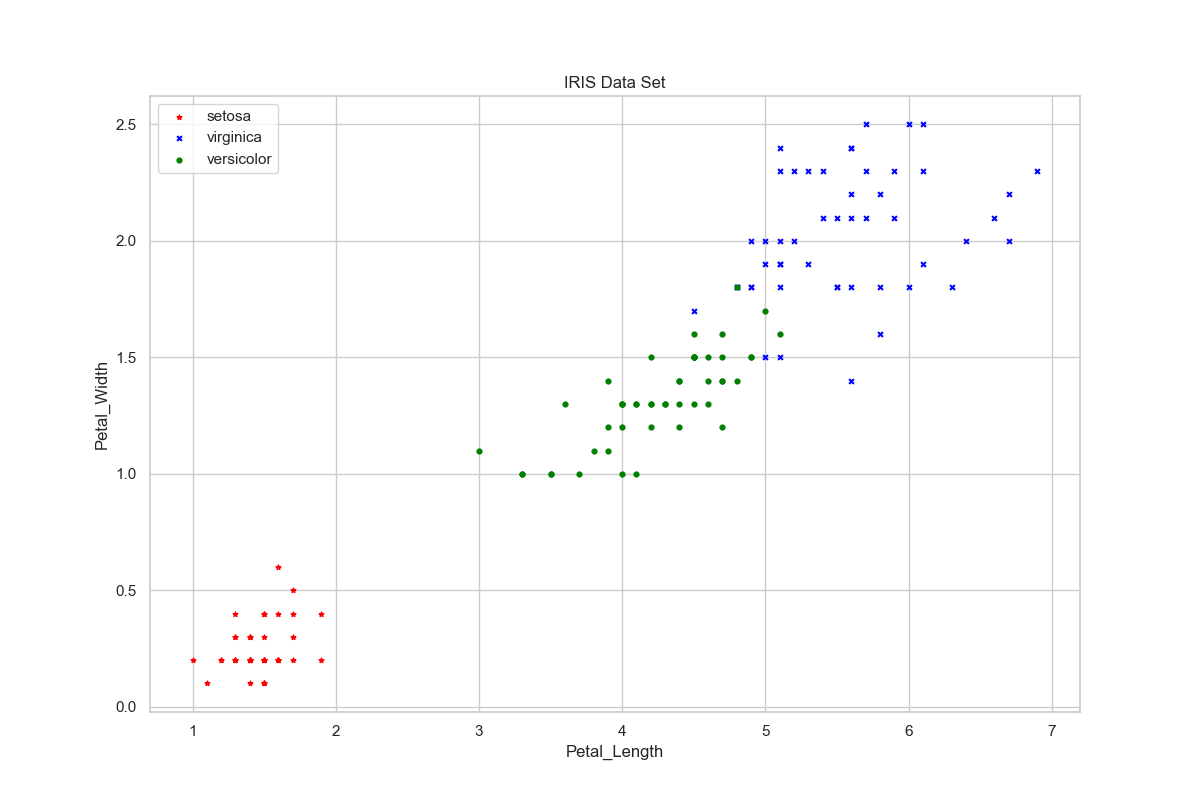 IRIS Data Set
setosa
virginica
versicolor
Petal_Width
2.5
2.0
1.5
1.0
0.5
0.0
1 2 3 4 5 6 7
Petal_Length